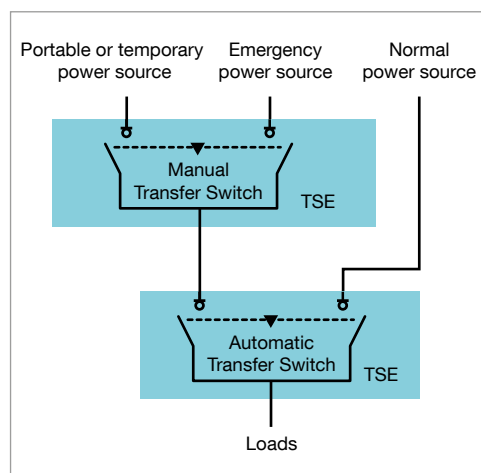 Portable or temporary
power source
Emergency
power source
Normal
power source
Manual
Transfer Switch
TSE
Automatic
Transfer Switch
TSE
Loads